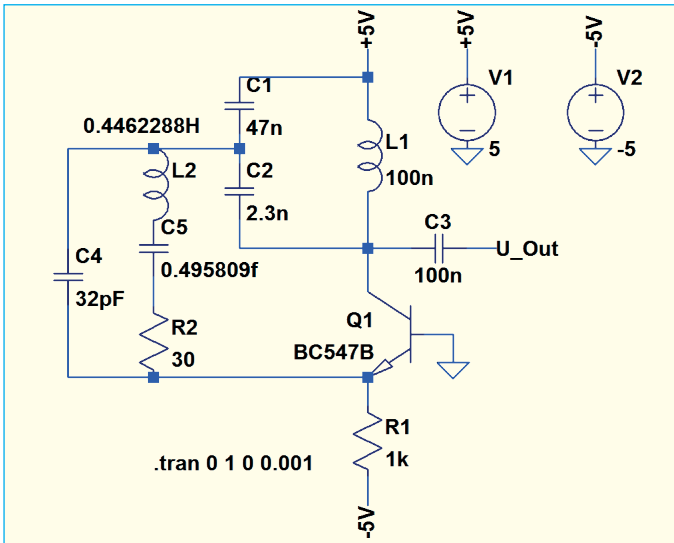 +5V
+5V
-5V
C1
47n
V1
5
V2
-5
0.4462288H
L1
100n
L2
C2
2.3n
C5
0.495809f
C3
100n
U_Out
C4
32pF
Q1
BC547B
R2
30
R1
1k
.tran 0 1 0 0.001
-5V